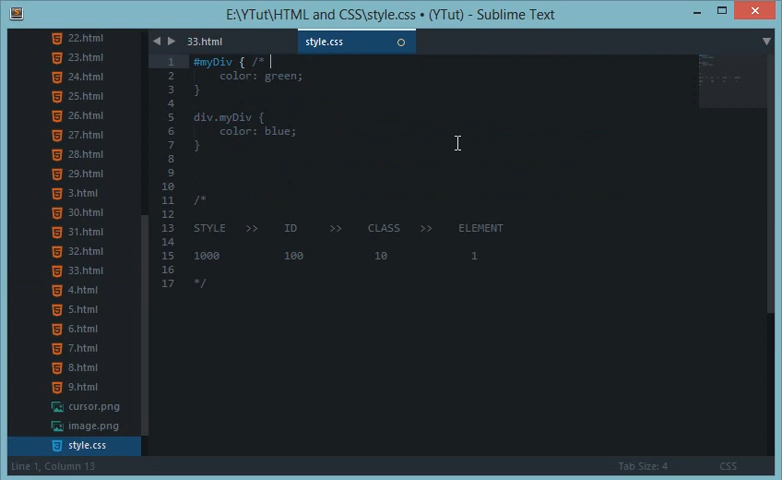 E:\YTut\HTML and CSS\style.css • (YTut) - Sublime Text
22.html
23.html
24.html
25.html
26.html
27.html
28.html
29.html
3.html
30.html
31.html
32.html
33.html
4.html
5.html
6.html
7.html
8.html
9.html
cursor.png
image.png
style.css
33.html
style.css
1 #myDiv { /*
2 color: green;
3 }
4
5 div.myDiv {
6 color: blue;
7 }
8
9
10
11 /*
12
13 STYLE >> ID >> CLASS >> ELEMENT
14
15 1000 100 10 1
16
17 */
Line 1, Column 13
Tab Size: 4
CSS